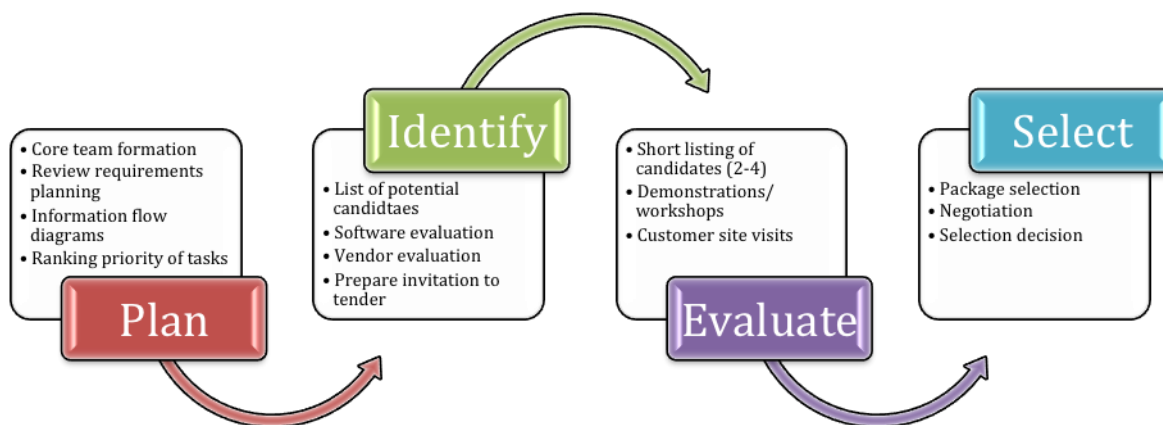 • Core team formation
• Review requirements
planning
• Information flow
diagrams
• Ranking priority of tasks
Plan
Identify
• List of potential
candidtaes
• Software evaluation
• Vendor evaluation
• Prepare invitation to
tender
• Short listing of
candidates (2-4)
• Demonstrations/
workshops
• Customer site visits
Evaluate
Select
• Package selection
• Negotiation
• Selection decision